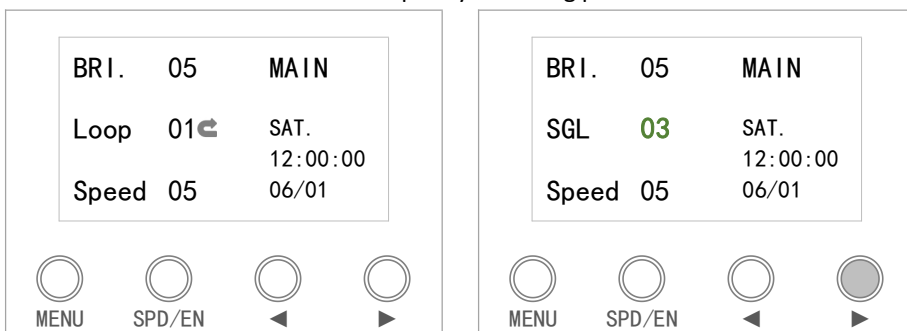 BRI. 05 MAIN
Loop 01 SAT.
12:00:00
Speed 05 06/01
MENU SPD/EN ◀ ▶
BRI. 05 MAIN
SGL 03 SAT.
12:00:00
Speed 05 06/01
MENU SPD/EN ◀ ▶